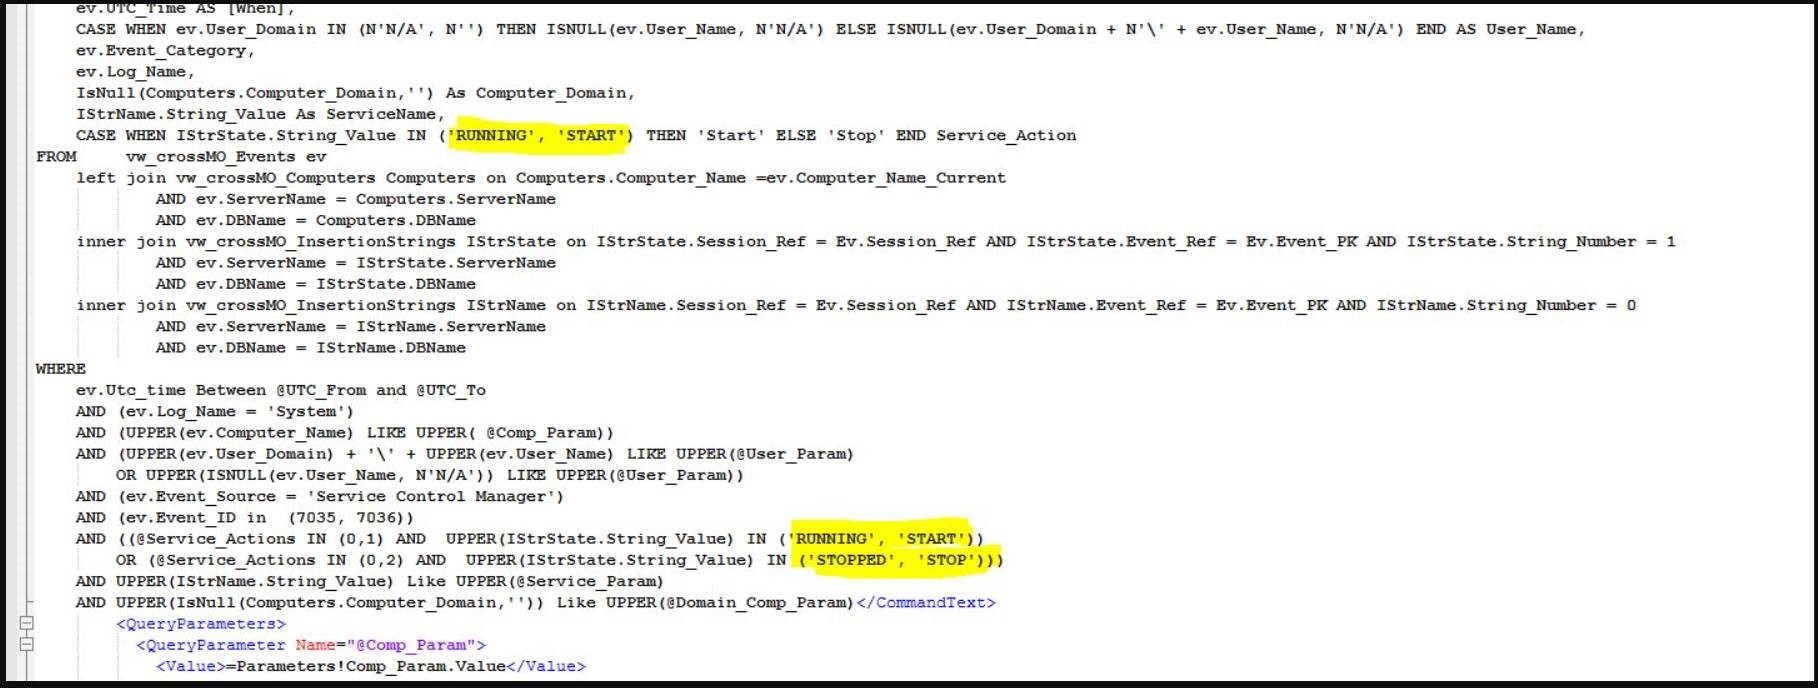 ev.UTC_Time AS [When],
CASE WHEN ev.User_Domain IN (N'N/A', N'') THEN ISNULL(ev.User_Name, N'N/A') ELSE ISNULL(ev.User_Domain + N'\' + ev.User_Name, N'N/A') END AS User_Name,
ev.Event_Category,
ev.Log_Name,
IsNull(Computers.Computer_Domain,'') As Computer_Domain,
IStrName.String_Value As ServiceName,
CASE WHEN IStrState.String_Value IN ('RUNNING', 'START') THEN 'Start' ELSE 'Stop' END Service_Action
FROM vw_crossMO_Events ev
left join vw_crossMO_Computers Computers on Computers.Computer_Name =ev.Computer_Name_Current
AND ev.ServerName = Computers.ServerName
AND ev.DBName = Computers.DBName
inner join vw_crossMO_InsertionStrings IStrState on IStrState.Session_Ref = Ev.Session_Ref AND IStrState.Event_Ref = Ev.Event_PK AND IStrState.String_Number = 1
AND ev.ServerName = IStrState.ServerName
AND ev.DBName = IStrState.DBName
inner join vw_crossMO_InsertionStrings IStrName on IStrName.Session_Ref = Ev.Session_Ref AND IStrName.Event_Ref = Ev.Event_PK AND IStrName.String_Number = 0
AND ev.ServerName = IStrName.ServerName
AND ev.DBName = IStrName.DBName
WHERE
ev.Utc_time Between @UTC_From and @UTC_To
AND (ev.Log_Name = 'System')
AND (UPPER(ev.Computer_Name) LIKE UPPER( @Comp_Param))
AND (UPPER(ev.User_Domain) + '\' + UPPER(ev.User_Name) LIKE UPPER(@User_Param)
OR UPPER(ISNULL(ev.User_Name, N'N/A')) LIKE UPPER(@User_Param))
AND (ev.Event_Source = 'Service Control Manager')
AND (ev.Event_ID in (7035, 7036))
AND ((@Service_Actions IN (0,1) AND UPPER(IStrState.String_Value) IN ('RUNNING', 'START'))
OR (@Service_Actions IN (0,2) AND UPPER(IStrState.String_Value) IN ('STOPPED', 'STOP')))
AND UPPER(IStrName.String_Value) Like UPPER(@Service_Param)
AND UPPER(IsNull(Computers.Computer_Domain,'')) Like UPPER(@Domain_Comp_Param)</CommandText>
<QueryParameters>
<QueryParameter Name="@Comp_Param">
<Value>=Parameters!Comp_Param.Value</Value>